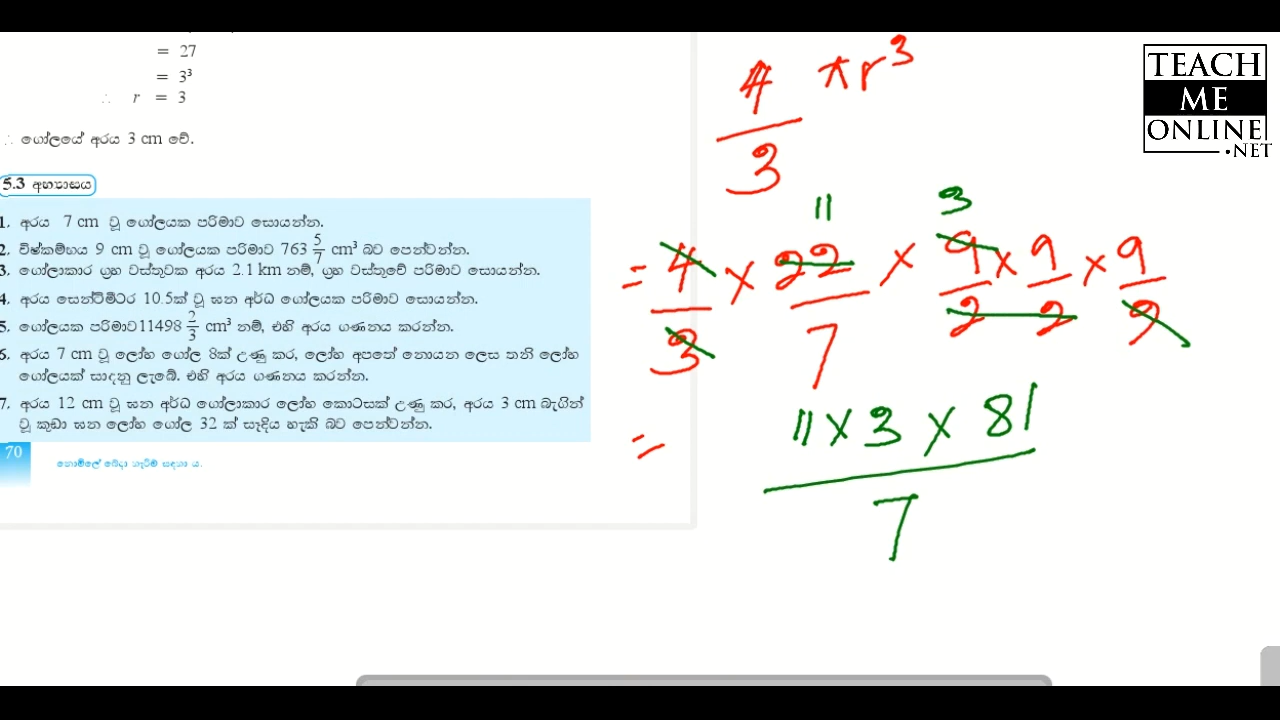 = 27
= 3³
∴ r = 3
∴ ගෝලයේ අරය 3 cm වේ.
5.3 අභ්‍යාසය
1. අරය 7 cm වූ ගෝලයක පරිමාව සොයන්න.
2. විෂ්කම්භය 9 cm වූ ගෝලයක පරිමාව 763 5/7 cm³ බව පෙන්වන්න.
3. ගෝලාකාර ග්‍රහ වස්තුවක අරය 2.1 km නම්, ග්‍රහ වස්තුවේ පරිමාව සොයන්න.
4. අරය සෙන්ටිමීටර 10.5ක් වූ ඝන අර්ධ ගෝලයක පරිමාව සොයන්න.
5. ගෝලයක පරිමාව11498 2/3 cm³ නම්, එහි අරය ගණනය කරන්න.
6. අරය 7 cm වූ ලෝහ ගෝල 8ක් උණු කර, ලෝහ අපතේ නොයන ලෙස තනි ලෝහ
ගෝලයක් සාදනු ලැබේ. එහි අරය ගණනය කරන්න.
7. අරය 12 cm වූ ඝන අර්ධ ගෝලාකාර ලෝහ කොටසක් උණු කර, අරය 3 cm බැගින්
වූ කුඩා ඝන ලෝහ ගෝල 32 ක් සෑදිය හැකි බව පෙන්වන්න.
70
නොමිලේ බෙදා හැරීම සඳහා ය.
4/3 πr³
11 3
= 4/3 × 22/7 × 9/2 × 9/2 × 9/2
= 11 × 3 × 81 / 7
TEACH
ME
ONLINE
.NET